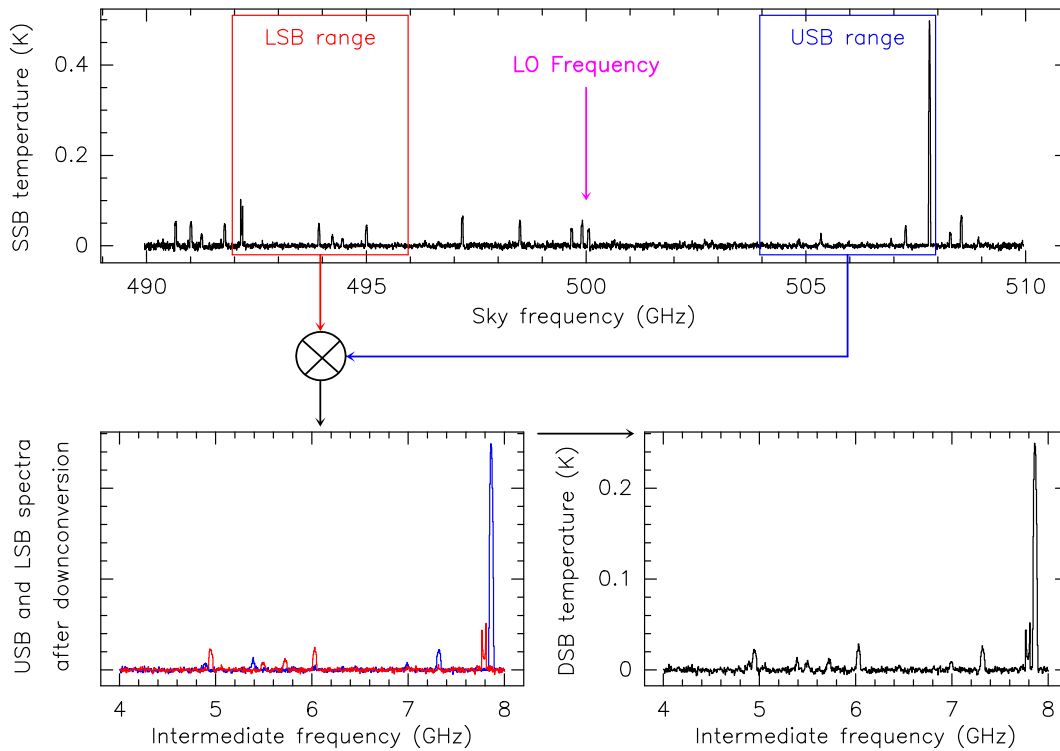 LSB range
USB range
LO Frequency
SSB temperature (K)
0.4
0.2
0
490
495
500
505
510
Sky frequency (GHz)
USB and LSB spectra
after downconversion
4
5
6
7
8
Intermediate frequency (GHz)
DSB temperature (K)
0.2
0.1
0
4
5
6
7
8
Intermediate frequency (GHz)